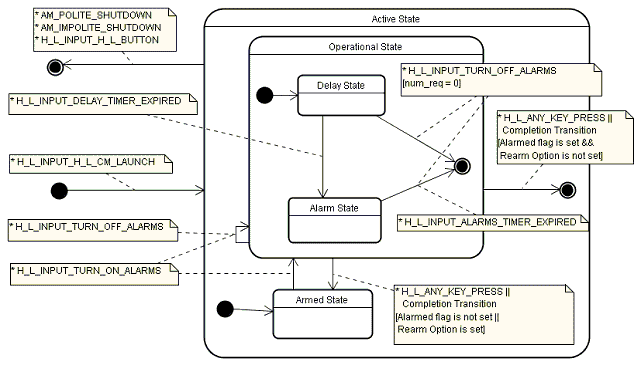 * AM_POLITE_SHUTDOWN
* AM_IMPOLITE_SHUTDOWN
* H_L_INPUT_H_L_BUTTON
Active State
Operational State
Delay State
* H_L_INPUT_TURN_OFF_ALARMS
[num_req = 0]
* H_L_INPUT_DELAY_TIMER_EXPIRED
* H_L_ANY_KEY_PRESS ||
Completion Transition
[Alarmed flag is set &&
Rearm Option is not set]
* H_L_INPUT_H_L_CM_LAUNCH
Alarm State
* H_L_INPUT_ALARMS_TIMER_EXPIRED
* H_L_INPUT_TURN_OFF_ALARMS
* H_L_INPUT_TURN_ON_ALARMS
Armed State
* H_L_ANY_KEY_PRESS ||
Completion Transition
[Alarmed flag is not set ||
Rearm Option is set]